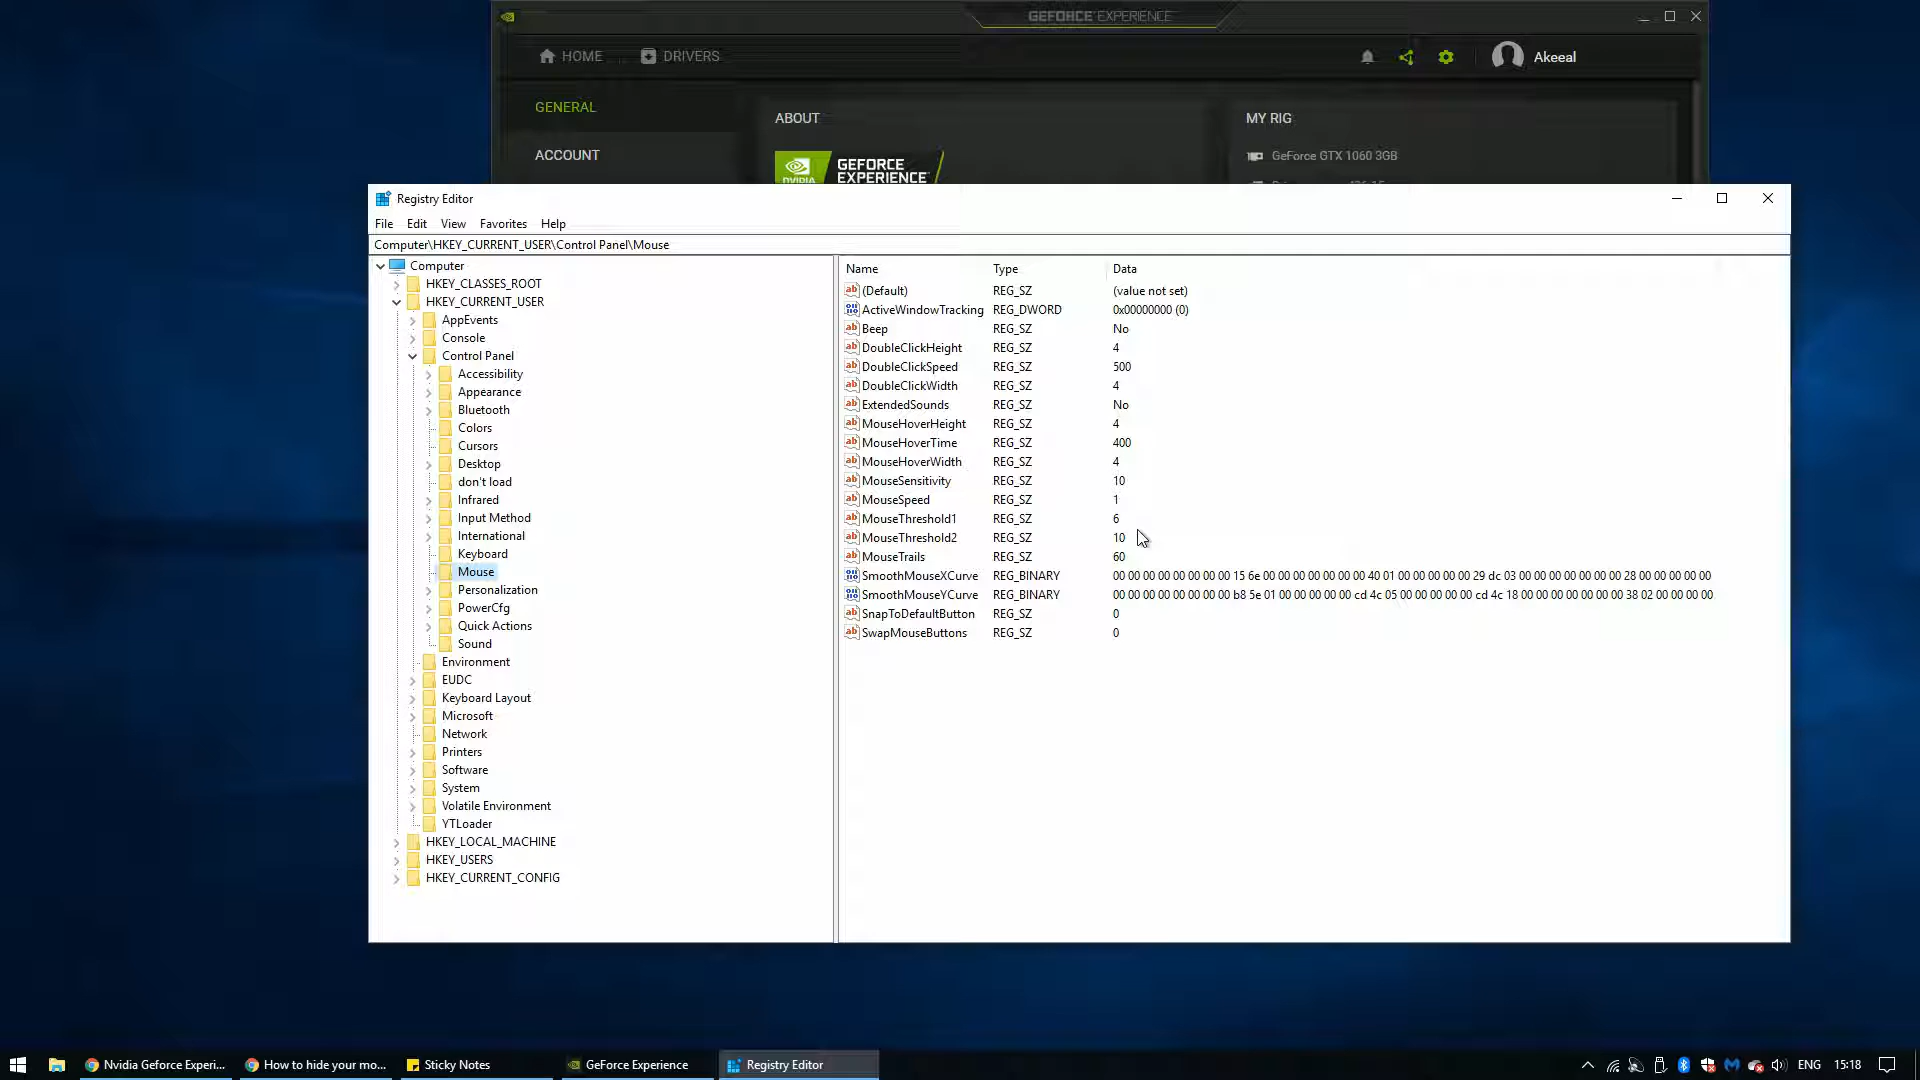 GEFORCE EXPERIENCE
HOME DRIVERS Akeeal
GENERAL
ACCOUNT
ABOUT
NVIDIA
GEFORCE
EXPERIENCE
MY RIG
GeForce GTX 1060 3GB
Registry Editor
File Edit View Favorites Help
Computer\HKEY_CURRENT_USER\Control Panel\Mouse
Computer
HKEY_CLASSES_ROOT
HKEY_CURRENT_USER
AppEvents
Console
Control Panel
Accessibility
Appearance
Bluetooth
Colors
Cursors
Desktop
don't load
Infrared
Input Method
International
Keyboard
Mouse
Personalization
PowerCfg
Quick Actions
Sound
Environment
EUDC
Keyboard Layout
Microsoft
Network
Printers
Software
System
Volatile Environment
YTLoader
HKEY_LOCAL_MACHINE
HKEY_USERS
HKEY_CURRENT_CONFIG
Name Type Data
(Default) REG_SZ (value not set)
ActiveWindowTracking REG_DWORD 0x00000000 (0)
Beep REG_SZ No
DoubleClickHeight REG_SZ 4
DoubleClickSpeed REG_SZ 500
DoubleClickWidth REG_SZ 4
ExtendedSounds REG_SZ No
MouseHoverHeight REG_SZ 4
MouseHoverTime REG_SZ 400
MouseHoverWidth REG_SZ 4
MouseSensitivity REG_SZ 10
MouseSpeed REG_SZ 1
MouseThreshold1 REG_SZ 6
MouseThreshold2 REG_SZ 10
MouseTrails REG_SZ 60
SmoothMouseXCurve REG_BINARY 00 00 00 00 00 00 00 00 15 6e 00 00 00 00 00 00 00 40 01 00 00 00 00 00 29 dc 03 00 00 00 00 00 00 00 28 00 00 00 00 00
SmoothMouseYCurve REG_BINARY 00 00 00 00 00 00 00 00 b8 5e 01 00 00 00 00 00 cd 4c 05 00 00 00 00 00 cd 4c 18 00 00 00 00 00 00 00 38 02 00 00 00 00
SnapToDefaultButton REG_SZ 0
SwapMouseButtons REG_SZ 0
Nvidia Geforce Experi... How to hide your mo... Sticky Notes GeForce Experience Registry Editor ENG 15:18